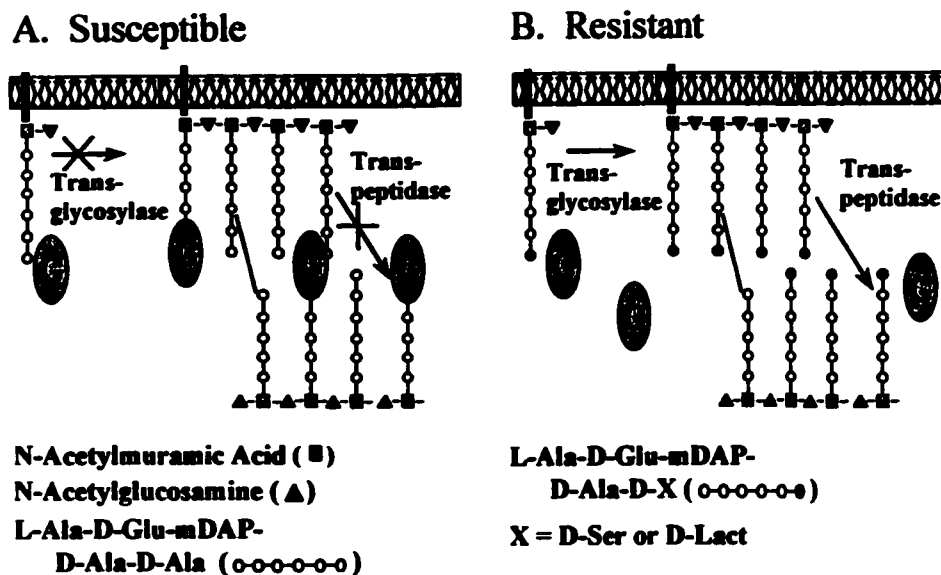 A. Susceptible
Trans-
glycosylase
Trans-
peptidase
N-Acetylmuramic Acid (■)
N-Acetylglucosamine (▲)
L-Ala-D-Glu-mDAP-
D-Ala-D-Ala (o-o-o-o-o-o)
B. Resistant
Trans-
glycosylase
Trans-
peptidase
L-Ala-D-Glu-mDAP-
D-Ala-D-X (o-o-o-o-o-●)
X = D-Ser or D-Lact